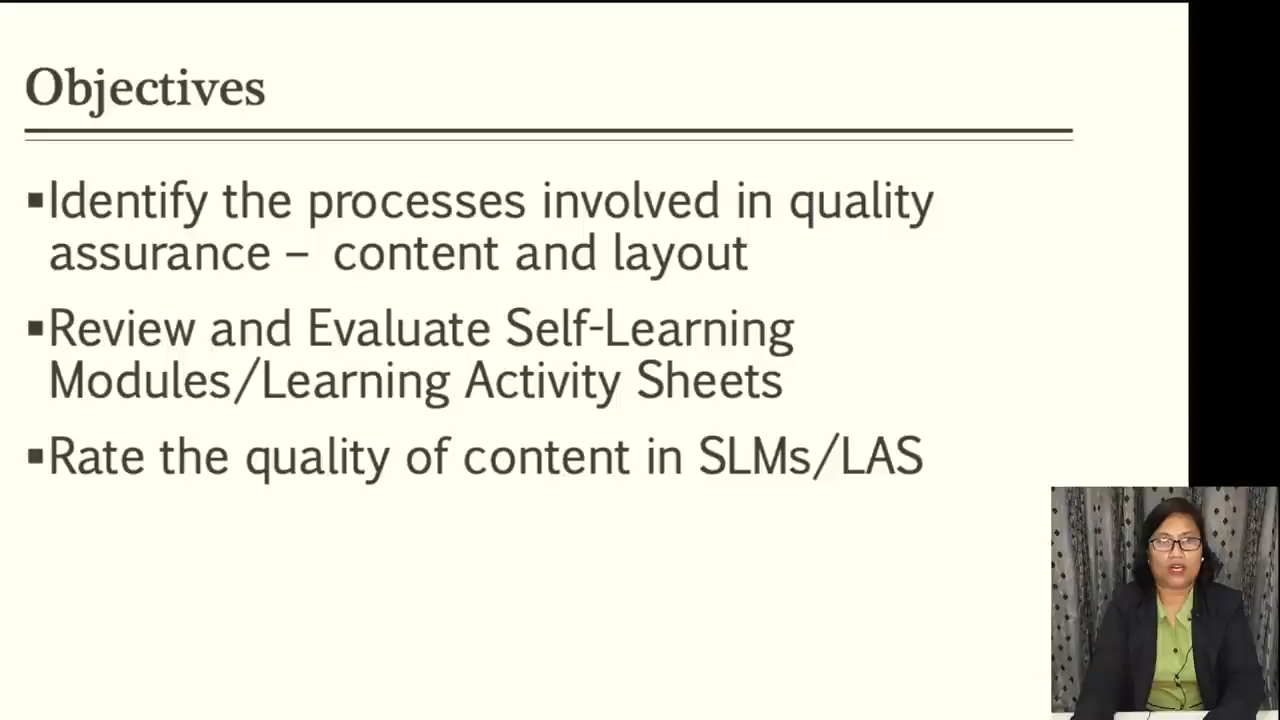 Objectives
▪Identify the processes involved in quality
assurance – content and layout
▪Review and Evaluate Self-Learning
Modules/Learning Activity Sheets
▪Rate the quality of content in SLMs/LAS